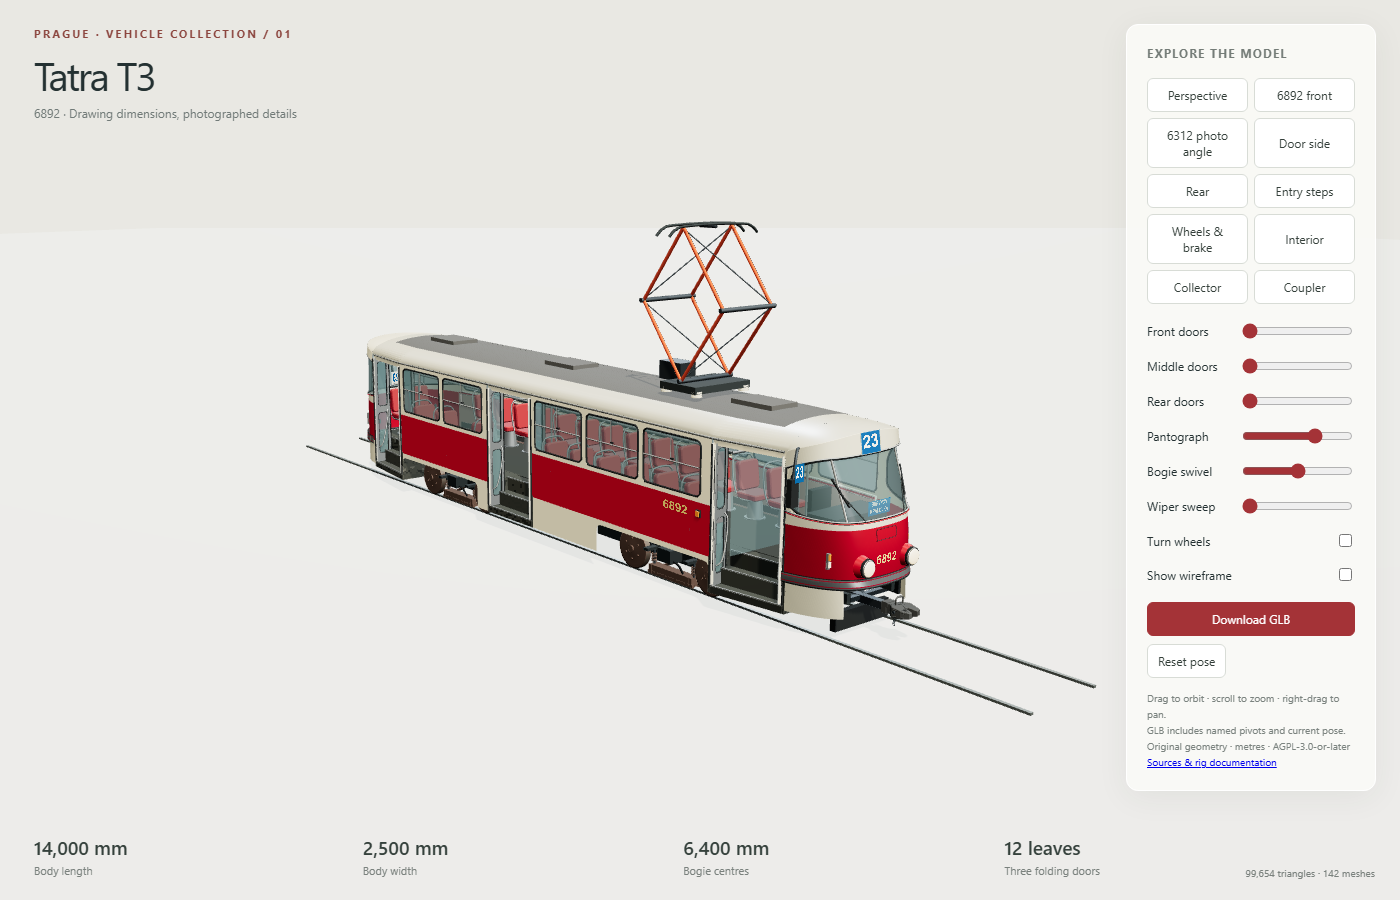 PRAGUE · VEHICLE COLLECTION / 01
Tatra T3
6892 · Drawing dimensions, photographed details
23
23
6892
6892
EXPLORE THE MODEL
Perspective
6892 front
6312 photo
angle
Door side
Rear
Entry steps
Wheels &
brake
Interior
Collector
Coupler
Front doors
Middle doors
Rear doors
Pantograph
Bogie swivel
Wiper sweep
Turn wheels
Show wireframe
Download GLB
Reset pose
Drag to orbit · scroll to zoom · right-drag to
pan.
GLB includes named pivots and current pose.
Original geometry · metres · AGPL-3.0-or-later
Sources & rig documentation
14,000 mm
Body length
2,500 mm
Body width
6,400 mm
Bogie centres
12 leaves
Three folding doors
99,654 triangles · 142 meshes